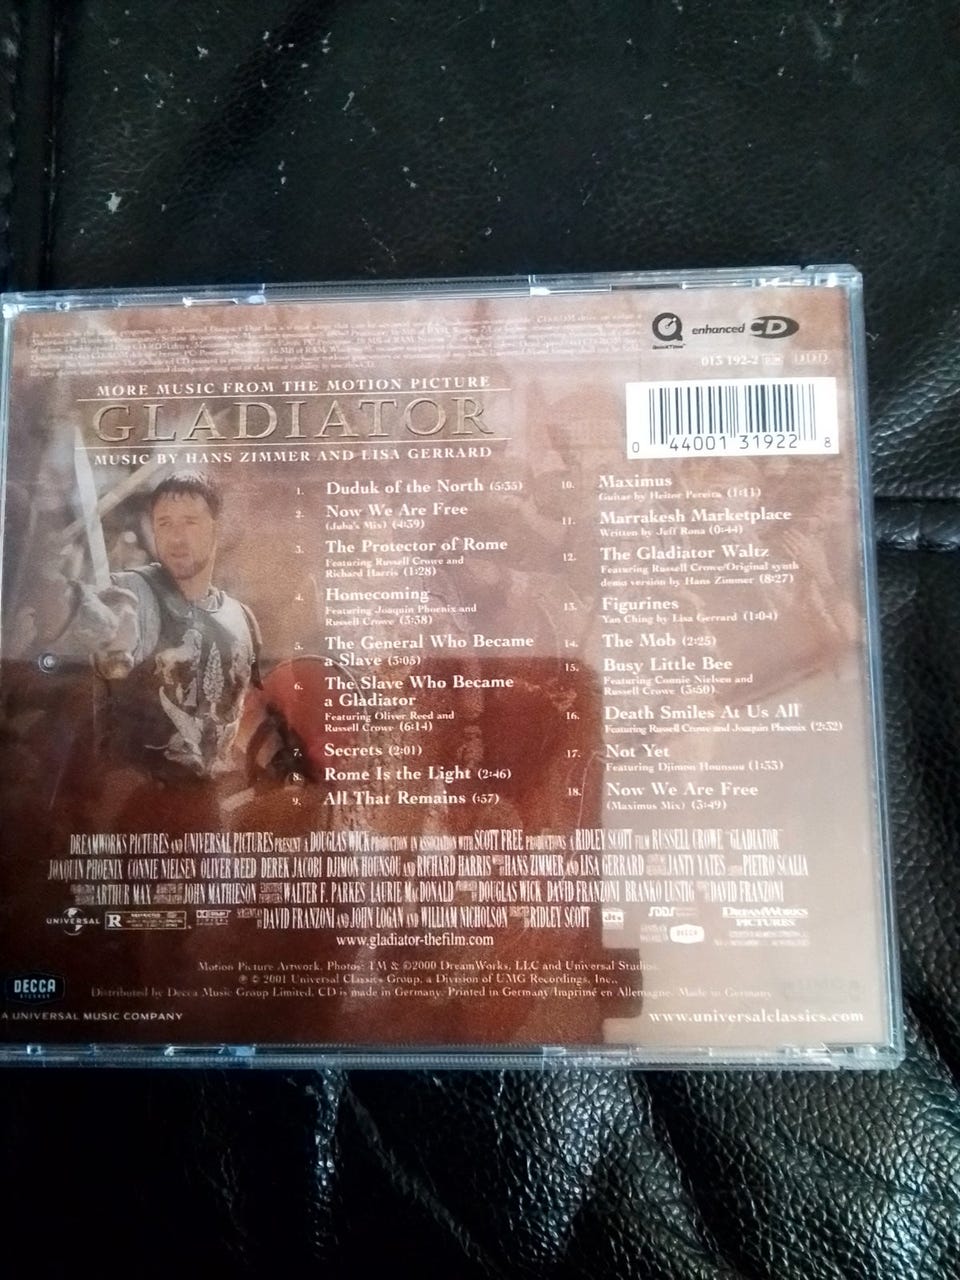 013 192-2
DDD
QuickTime
enhanced CD
MORE MUSIC FROM THE MOTION PICTURE
GLADIATOR
MUSIC BY HANS ZIMMER AND LISA GERRARD
0 44001 31922 8
1. Duduk of the North (5:35)
2. Now We Are Free
(Juba's Mix) (4:39)
3. The Protector of Rome
Featuring Russell Crowe and
Richard Harris (1:28)
4. Homecoming
Featuring Joaquin Phoenix and
Russell Crowe (3:38)
5. The General Who Became
a Slave (3:05)
6. The Slave Who Became
a Gladiator
Featuring Oliver Reed and
Russell Crowe (6:14)
7. Secrets (2:01)
8. Rome Is the Light (2:46)
9. All That Remains (:57)
10. Maximus
Guitar by Heitor Pereira (1:11)
11. Marrakesh Marketplace
Written by Jeff Rona (0:44)
12. The Gladiator Waltz
Featuring Russell Crowe/Original synth
demo version by Hans Zimmer (8:27)
13. Figurines
Yan Ching by Lisa Gerrard (1:04)
14. The Mob (2:25)
15. Busy Little Bee
Featuring Connie Nielsen and
Russell Crowe (3:50)
16. Death Smiles At Us All
Featuring Russell Crowe and Joaquin Phoenix (2:32)
17. Not Yet
Featuring Djimon Hounsou (1:33)
18. Now We Are Free
(Maximus Mix) (3:49)
DREAMWORKS PICTURES AND UNIVERSAL PICTURES PRESENT A DOUGLAS WICK PRODUCTION IN ASSOCIATION WITH SCOTT FREE PRODUCTIONS A RIDLEY SCOTT FILM RUSSELL CROWE "GLADIATOR"
JOAQUIN PHOENIX CONNIE NIELSEN OLIVER REED DEREK JACOBI DJIMON HOUNSOU AND RICHARD HARRIS HANS ZIMMER AND LISA GERRARD JANTY YATES PIETRO SCALIA
ARTHUR MAX JOHN MATHIESON WALTER F. PARKES LAURIE MacDONALD DOUGLAS WICK DAVID FRANZONI BRANKO LUSTIG DAVID FRANZONI
DAVID FRANZONI AND JOHN LOGAN AND WILLIAM NICHOLSON RIDLEY SCOTT
UNIVERSAL
R RESTRICTED
dts
SDDS
DECCA
DREAMWORKS
PICTURES
www.gladiator-thefilm.com
Motion Picture Artwork, Photos: TM & ©2000 DreamWorks, LLC and Universal Studios.
℗ © 2001 Universal Classics Group, a Division of UMG Recordings, Inc..
Distributed by Decca Music Group Limited. CD is made in Germany. Printed in Germany/Imprimé en Allemagne. Made in Germany
DECCA
RECORDS
A UNIVERSAL MUSIC COMPANY
www.universalclassics.com